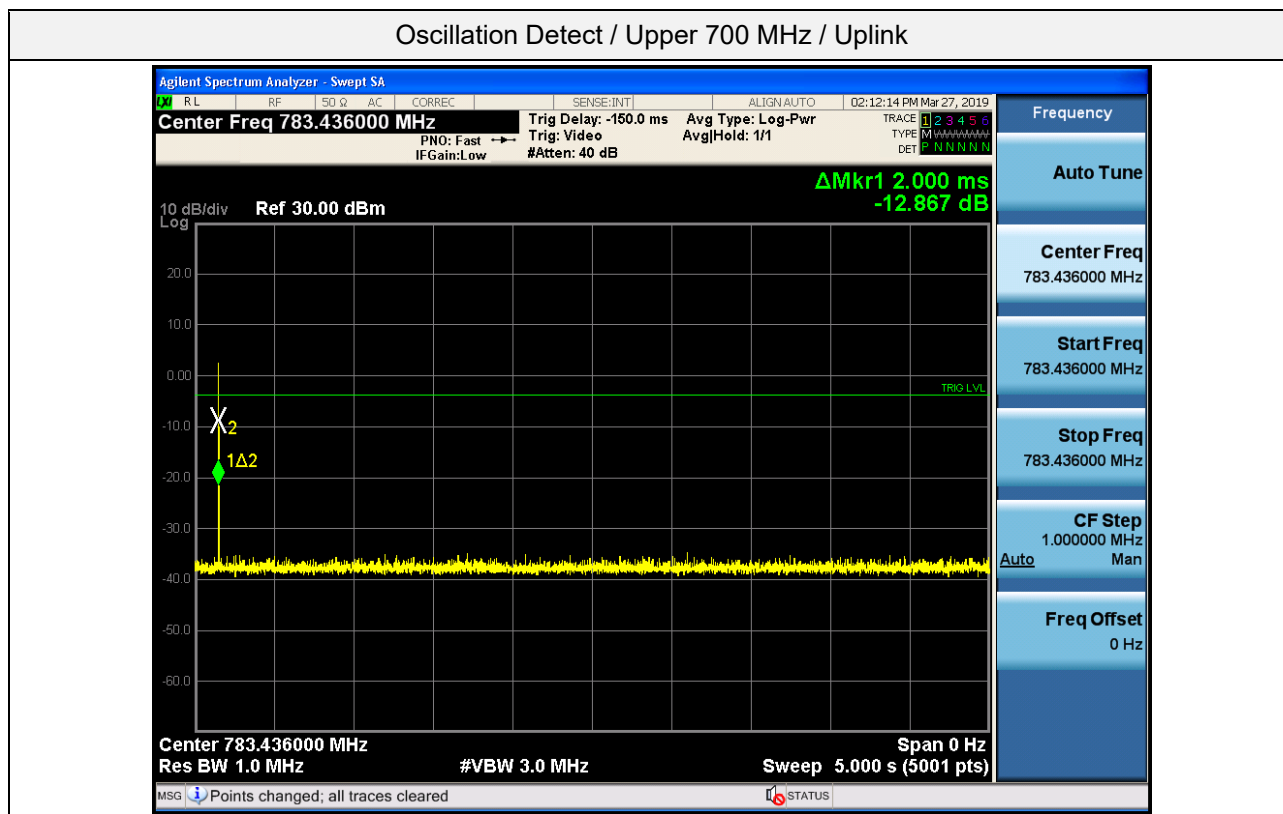 Oscillation Detect / Upper 700 MHz / Uplink
Agilent Spectrum Analyzer - Swept SA
LXI RL RF 50 Ω AC CORREC SENSE:INT ALIGN AUTO 02:12:14 PM Mar 27, 2019
Center Freq 783.436000 MHz
PNO: Fast
IFGain:Low
Trig Delay: -150.0 ms
Trig: Video
#Atten: 40 dB
Avg Type: Log-Pwr
Avg|Hold: 1/1
TRACE 1 2 3 4 5 6
TYPE M WWWWW
DET P N N N N N
ΔMkr1 2.000 ms
-12.867 dB
10 dB/div Ref 30.00 dBm
Log
20.0
10.0
0.00
TRIG LVL
-10.0
2
1Δ2
-20.0
-30.0
-40.0
-50.0
-60.0
Center 783.436000 MHz Span 0 Hz
Res BW 1.0 MHz #VBW 3.0 MHz Sweep 5.000 s (5001 pts)
MSG Points changed; all traces cleared STATUS
Frequency
Auto Tune
Center Freq
783.436000 MHz
Start Freq
783.436000 MHz
Stop Freq
783.436000 MHz
CF Step
1.000000 MHz
Auto Man
Freq Offset
0 Hz